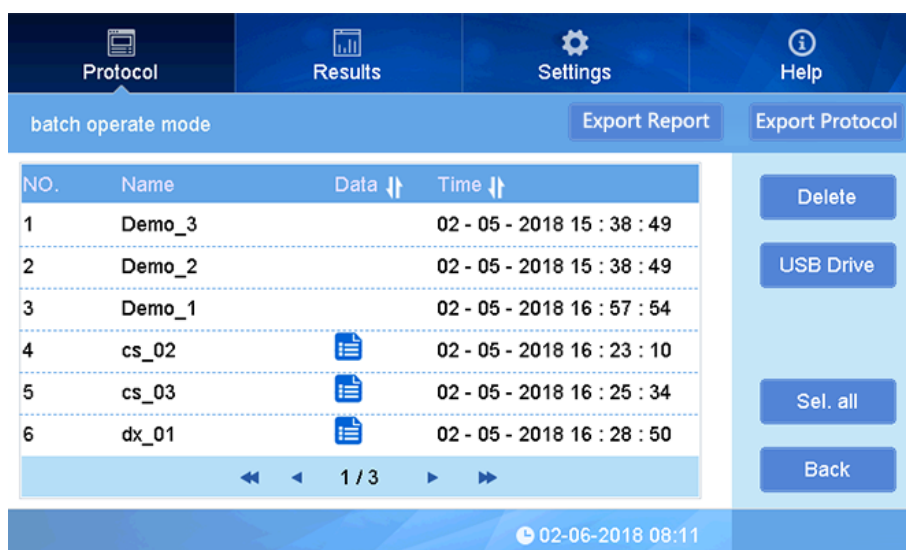 Protocol Results Settings Help
batch operate mode Export Report Export Protocol
NO. Name Data Time
1 Demo_3 02 - 05 - 2018 15 : 38 : 49
2 Demo_2 02 - 05 - 2018 15 : 38 : 49
3 Demo_1 02 - 05 - 2018 16 : 57 : 54
4 cs_02 02 - 05 - 2018 16 : 23 : 10
5 cs_03 02 - 05 - 2018 16 : 25 : 34
6 dx_01 02 - 05 - 2018 16 : 28 : 50
1 / 3
Delete
USB Drive
Sel. all
Back
02-06-2018 08:11